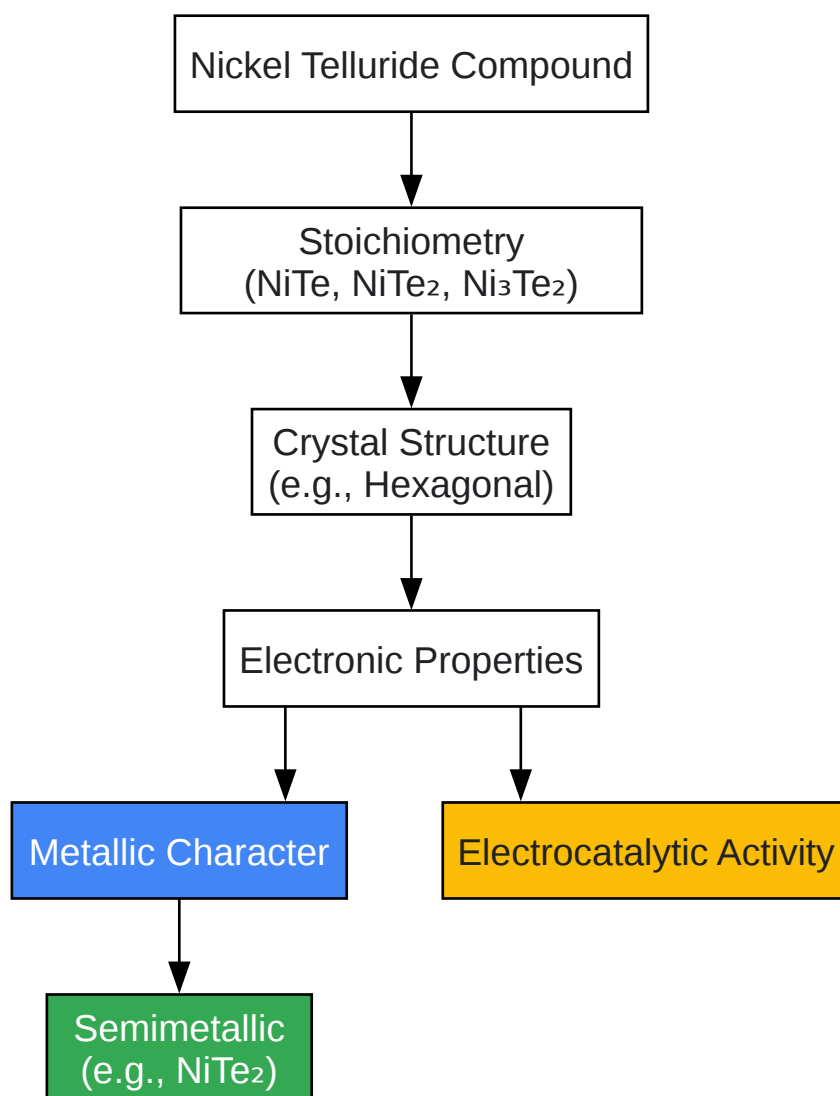 Nickel Telluride Compound
Stoichiometry
(NiTe, NiTe₂, Ni₃Te₂)
Crystal Structure
(e.g., Hexagonal)
Electronic Properties
Metallic Character
Electrocatalytic Activity
Semimetallic
(e.g., NiTe₂)